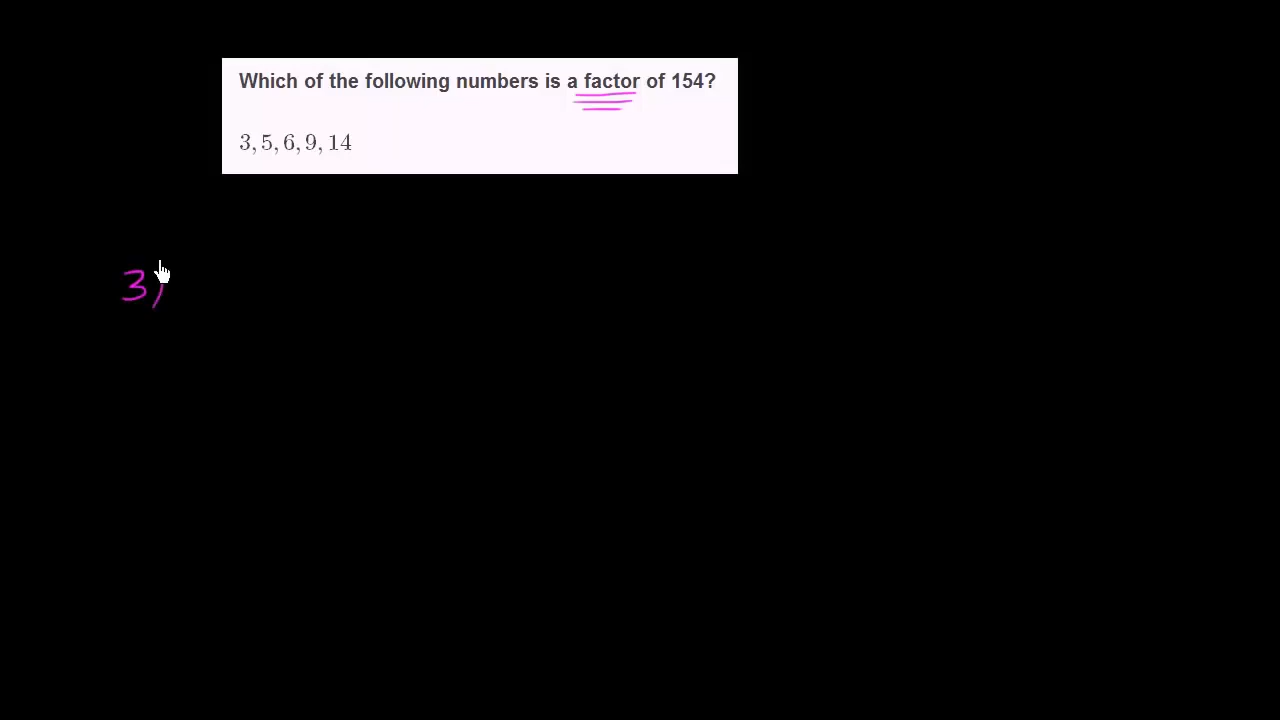 Which of the following numbers is a factor of 154?
3, 5, 6, 9, 14
3)